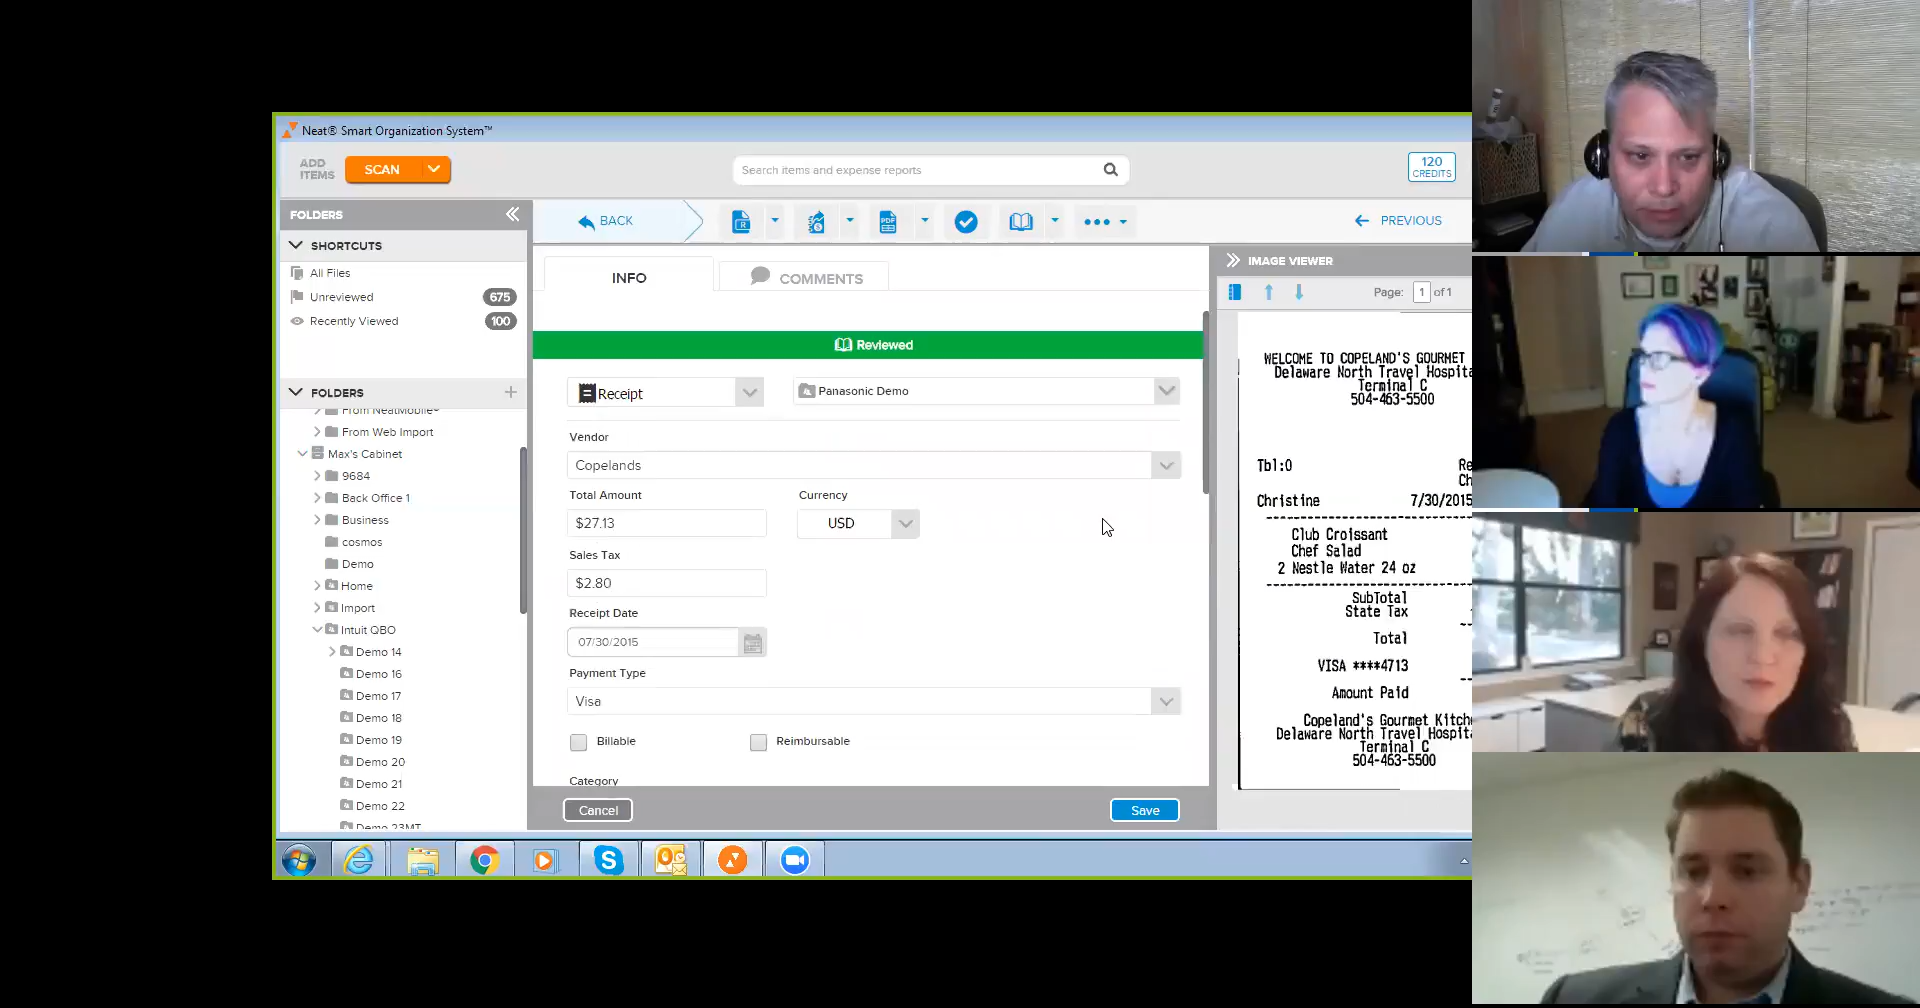 Neat® Smart Organization System™
ADD ITEMS
SCAN
Search items and expense reports
120 CREDITS
FOLDERS
BACK
PREVIOUS
SHORTCUTS
All Files
Unreviewed 675
Recently Viewed 100
FOLDERS
From NeatMobile®
From Web Import
Max's Cabinet
9684
Back Office 1
Business
cosmos
Demo
Home
Import
Intuit QBO
Demo 14
Demo 16
Demo 17
Demo 18
Demo 19
Demo 20
Demo 21
Demo 22
Demo 23MT
INFO
COMMENTS
Reviewed
Receipt
Panasonic Demo
Vendor
Copelands
Total Amount
Currency
$27.13
USD
Sales Tax
$2.80
Receipt Date
07/30/2015
Payment Type
Visa
Billable
Reimbursable
Category
Cancel
Save
IMAGE VIEWER
Page: 1 of 1
WELCOME TO COPELAND'S GOURMET
Delaware North Travel Hospita
Terminal C
504-463-5500
Tbl:0 Re
Ch
Christine 7/30/2015
Club Croissant
Chef Salad
2 Nestle Water 24 oz
SubTotal
State Tax
Total
VISA ****4713
Amount Paid
Copeland's Gourmet Kitch
Delaware North Travel Hospita
Terminal C
504-463-5500